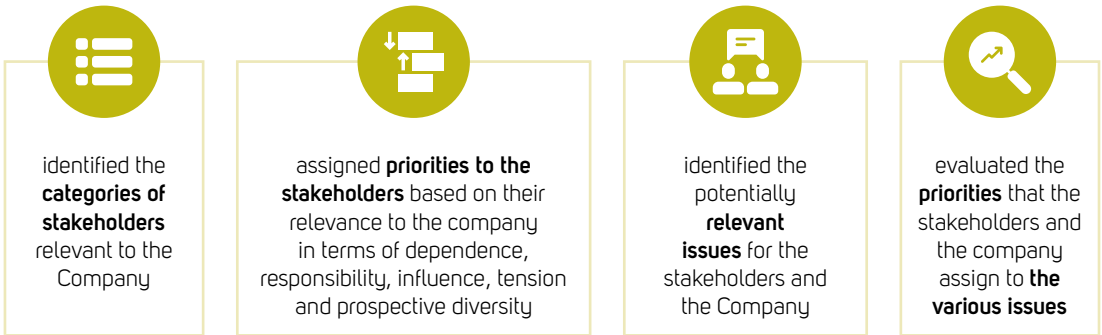 identified the
categories of
stakeholders
relevant to the
Company
assigned priorities to the
stakeholders based on their
relevance to the company
in terms of dependence,
responsibility, influence, tension
and prospective diversity
identified the
potentially
relevant
issues for the
stakeholders and
the Company
evaluated the
priorities that the
stakeholders and
the company
assign to the
various issues